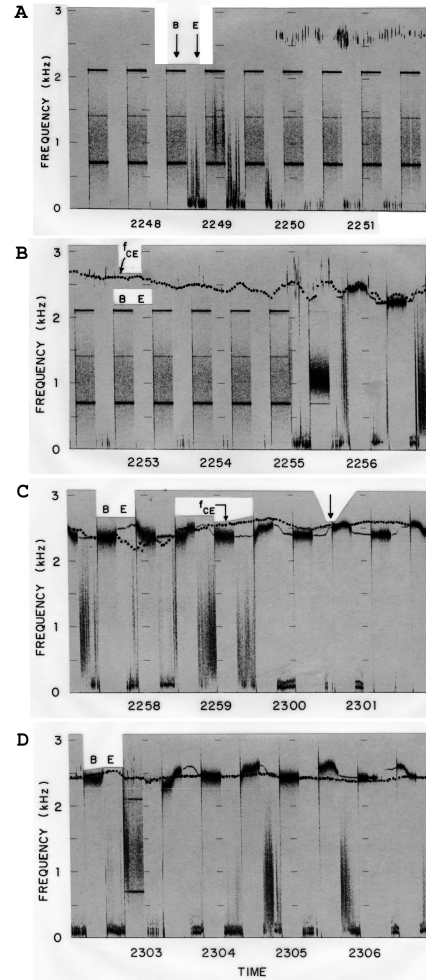 A
B E
FREQUENCY (kHz)
3
2
1
0
2248 2249 2250 2251
B
fCE
B E
FREQUENCY (kHz)
3
2
1
0
2253 2254 2255 2256
C
B E
fCE
FREQUENCY (kHz)
3
2
1
0
2258 2259 2300 2301
D
B E
FREQUENCY (kHz)
3
2
1
0
2303 2304 2305 2306
TIME